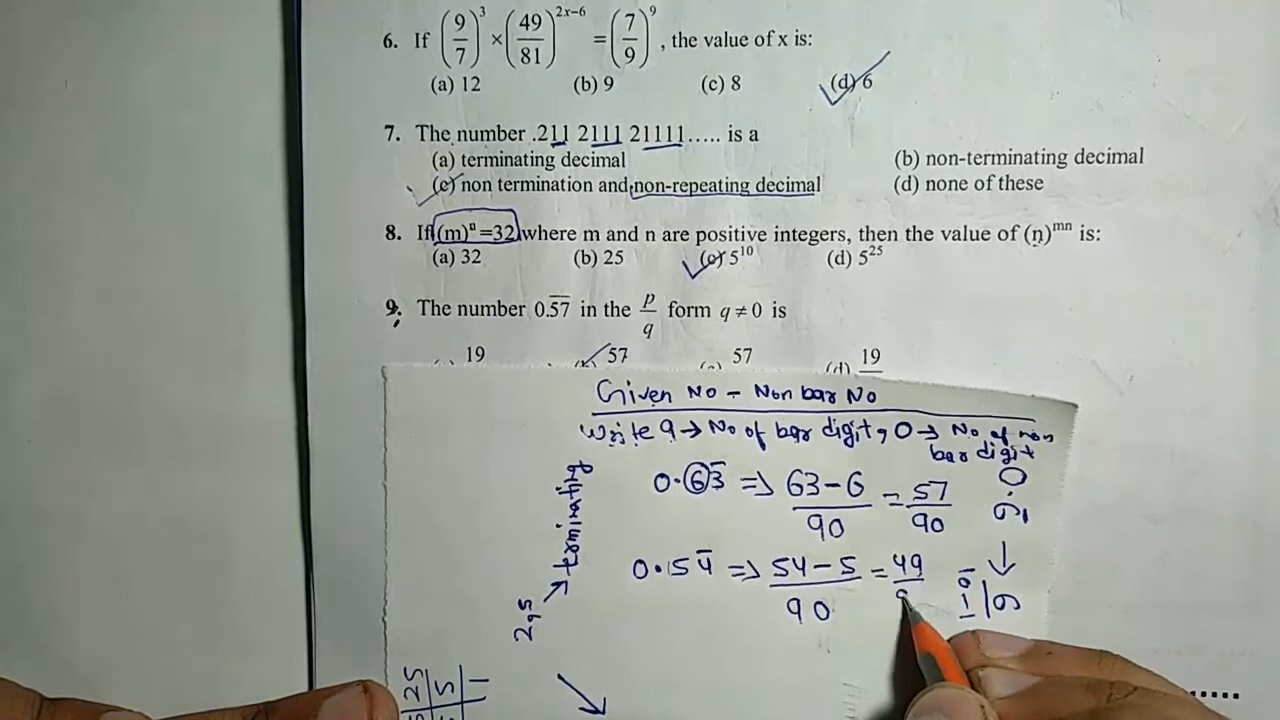 6. If (9/7)^3 × (49/81)^{2x–6} = (7/9)^9, the value of x is:
(a) 12 (b) 9 (c) 8 (d) 6
7. The number .211 2111 21111..... is a
(a) terminating decimal (b) non-terminating decimal
(c) non termination and non-repeating decimal (d) none of these
8. If (m)^n =32 where m and n are positive integers, then the value of (n)^{mn} is:
(a) 32 (b) 25 (c) 5^{10} (d) 5^{25}
9. The number 0.5̅7̅ in the p/q form q ≠ 0 is
19 57 57 (d) 19
Given No – Non bar No
write 9 → No of bar digit, 0 → No of non
bar digit
0.63̅ ⇒ 63–6/90 = 57/90
0.154̅ ⇒ 54–5/90 = 49/9
terminating
295